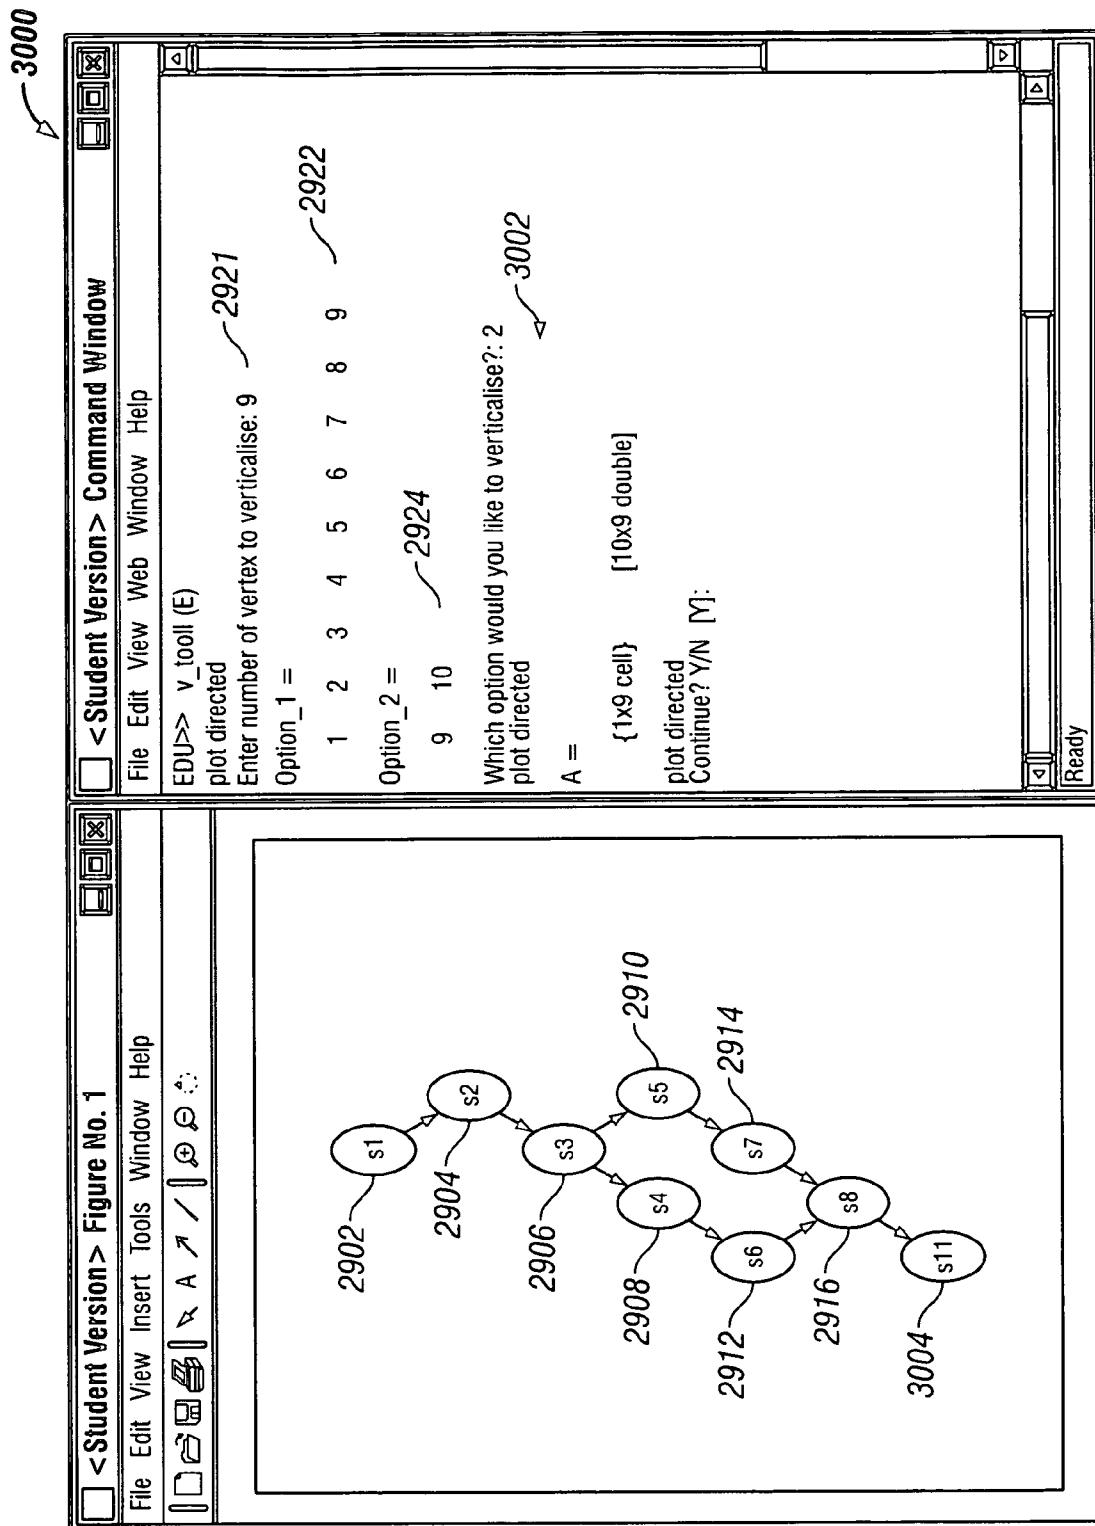 3000
<Student Version> Figure No. 1
File Edit View Insert Tools Window Help
A
2902
s1
s2
2904
2906
s3
2908
s4
s5
2910
2912
s6
s7
2914
2916
s8
3004
s11
<Student Version> Command Window
File Edit View Web Window Help
EDU>> v_tooll (E)
plot directed
Enter number of vertex to verticalise: 9
2921
Option_1 =
1 2 3 4 5 6 7 8 9
2922
Option_2 =
9 10
2924
Which option would you like to verticalise?: 2
plot directed
3002
A =
{1x9 cell} [10x9 double]
plot directed
Continue? Y/N [Y]:
Ready